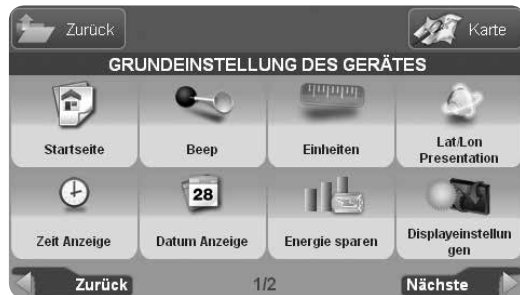 Zurück
Karte
GRUNDEINSTELLUNG DES GERÄTES
Startseite
Beep
Einheiten
Lat/Lon
Presentation
28
Zeit Anzeige
Datum Anzeige
Energie sparen
Displayeinstellun
gen
Zurück
1/2
Nächste